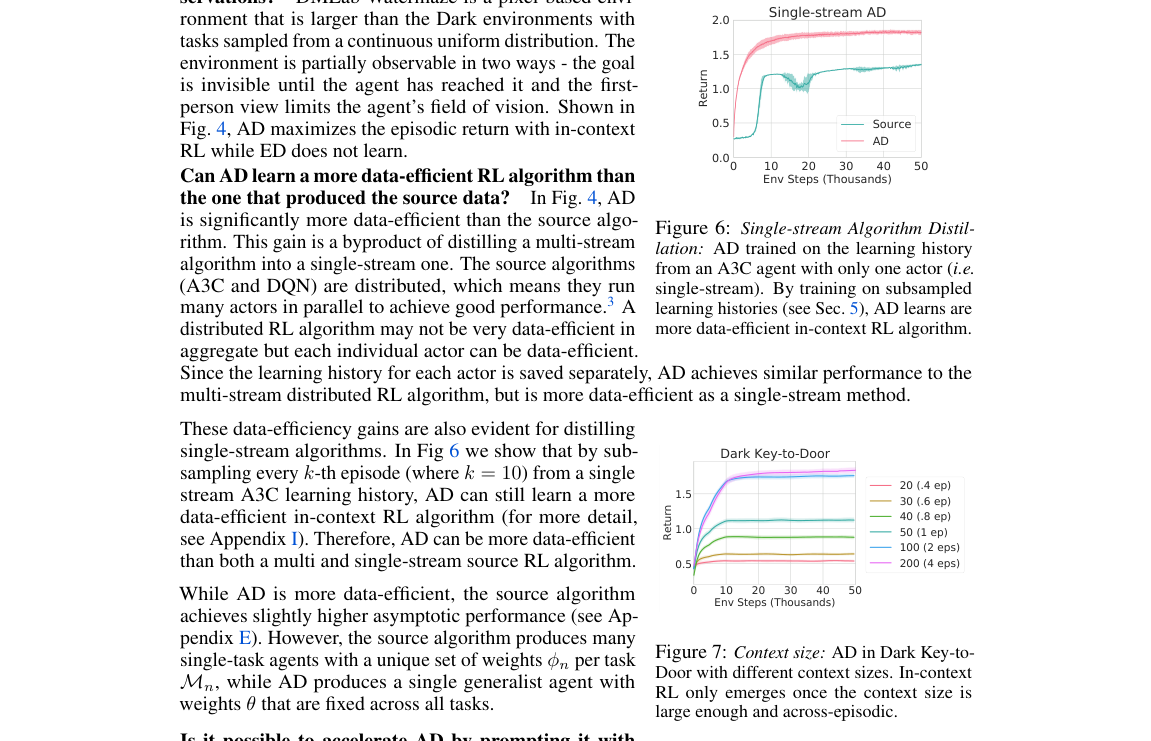 servations? DMLab Watermaze is a pixel-based envi-
ronment that is larger than the Dark environments with
tasks sampled from a continuous uniform distribution. The
environment is partially observable in two ways - the goal
is invisible until the agent has reached it and the first-
person view limits the agent's field of vision. Shown in
Fig. 4, AD maximizes the episodic return with in-context
RL while ED does not learn.
Can AD learn a more data-efficient RL algorithm than
the one that produced the source data? In Fig. 4, AD
is significantly more data-efficient than the source algo-
rithm. This gain is a byproduct of distilling a multi-stream
algorithm into a single-stream one. The source algorithms
(A3C and DQN) are distributed, which means they run
many actors in parallel to achieve good performance.3 A
distributed RL algorithm may not be very data-efficient in
aggregate but each individual actor can be data-efficient.
Since the learning history for each actor is saved separately, AD achieves similar performance to the
multi-stream distributed RL algorithm, but is more data-efficient as a single-stream method.
Single-stream AD
2.0
1.5
1.0
0.5
0.0
Return
Source
AD
0 10 20 30 40 50
Env Steps (Thousands)
Figure 6: Single-stream Algorithm Distil-
lation: AD trained on the learning history
from an A3C agent with only one actor (i.e.
single-stream). By training on subsampled
learning histories (see Sec. 5), AD learns are
more data-efficient in-context RL algorithm.
These data-efficiency gains are also evident for distilling
single-stream algorithms. In Fig 6 we show that by sub-
sampling every k-th episode (where k = 10) from a single
stream A3C learning history, AD can still learn a more
data-efficient in-context RL algorithm (for more detail,
see Appendix I). Therefore, AD can be more data-efficient
than both a multi and single-stream source RL algorithm.
While AD is more data-efficient, the source algorithm
achieves slightly higher asymptotic performance (see Ap-
pendix E). However, the source algorithm produces many
single-task agents with a unique set of weights ϕn per task
Mn, while AD produces a single generalist agent with
weights θ that are fixed across all tasks.
Is it possible to accelerate AD by prompting it with
Dark Key-to-Door
1.5
1.0
0.5
Return
0 10 20 30 40 50
Env Steps (Thousands)
20 (.4 ep)
30 (.6 ep)
40 (.8 ep)
50 (1 ep)
100 (2 eps)
200 (4 eps)
Figure 7: Context size: AD in Dark Key-to-
Door with different context sizes. In-context
RL only emerges once the context size is
large enough and across-episodic.